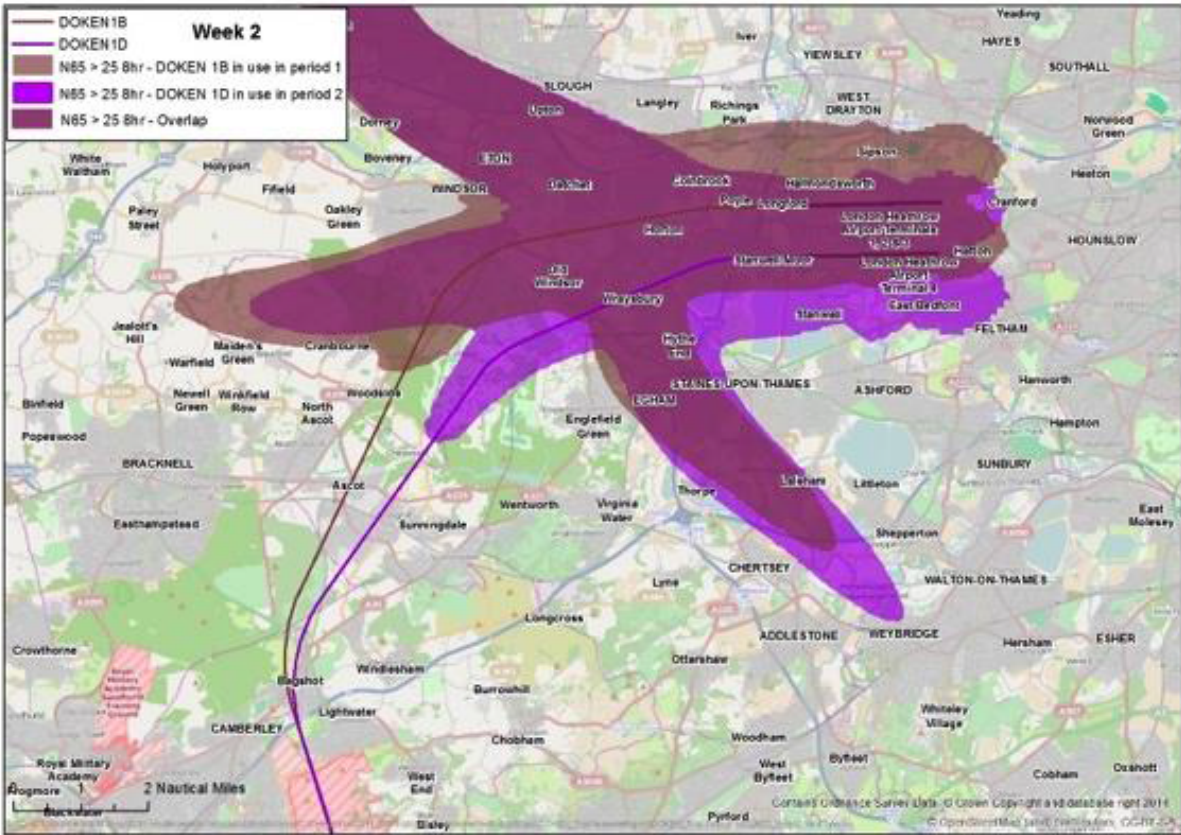 DOKEN1B
DOKEN1D
Week 2
N65 > 25 8hr - DOKEN 1B in use in period 1
N65 > 25 8hr - DOKEN 1D in use in period 2
N65 > 25 8hr - Overlap
Yeading
HAYES
Iver
YIEWSLEY
SOUTHALL
SLOUGH
Upton
Langley
Richings
Park
WEST
DRAYTON
Norwood
Green
Dorney
Boveney
ETON
White
Waltham
Holyport
Fifield
WINDSOR
Datchet
Colnbrook
Harmondsworth
Heston
Paley
Street
Oakley
Green
Poyle
Longford
Cranford
Horton
London Heathrow
Airport Terminals
Hatton
HOUNSLOW
Old
Windsor
Stanwell Moor
London Heathrow
Airport
Terminal 4
Wraysbury
East Bedfont
Stanwell
FELTHAM
Jealott's
Hill
Maiden's
Green
Cranbourne
Warfield
Hythe
End
Newell
Green
Winkfield
Row
Woodside
STAINES-UPON-THAMES
ASHFORD
Hanworth
Binfield
North
Ascot
EGHAM
Englefield
Green
Hampton
Popeswood
BRACKNELL
SUNBURY
Ascot
Laleham
Littleton
Thorpe
Wentworth
Virginia
Water
East
Molesey
Easthampstead
Sunningdale
Shepperton
CHERTSEY
Lyne
WALTON-ON-THAMES
Longcross
ADDLESTONE
WEYBRIDGE
Hersham
ESHER
Crowthorne
Windlesham
Ottershaw
Bagshot
Burrowhill
Lightwater
Whiteley
Village
CAMBERLEY
Chobham
Woodham
Royal Military
Academy
West
End
West
Byfleet
Byfleet
Cobham
Oxshott
0 1 2 Nautical Miles
Frogmore
Blackwater
Bisley
Pyrford
Contains Ordnance Survey Data. © Crown Copyright and database right 2014